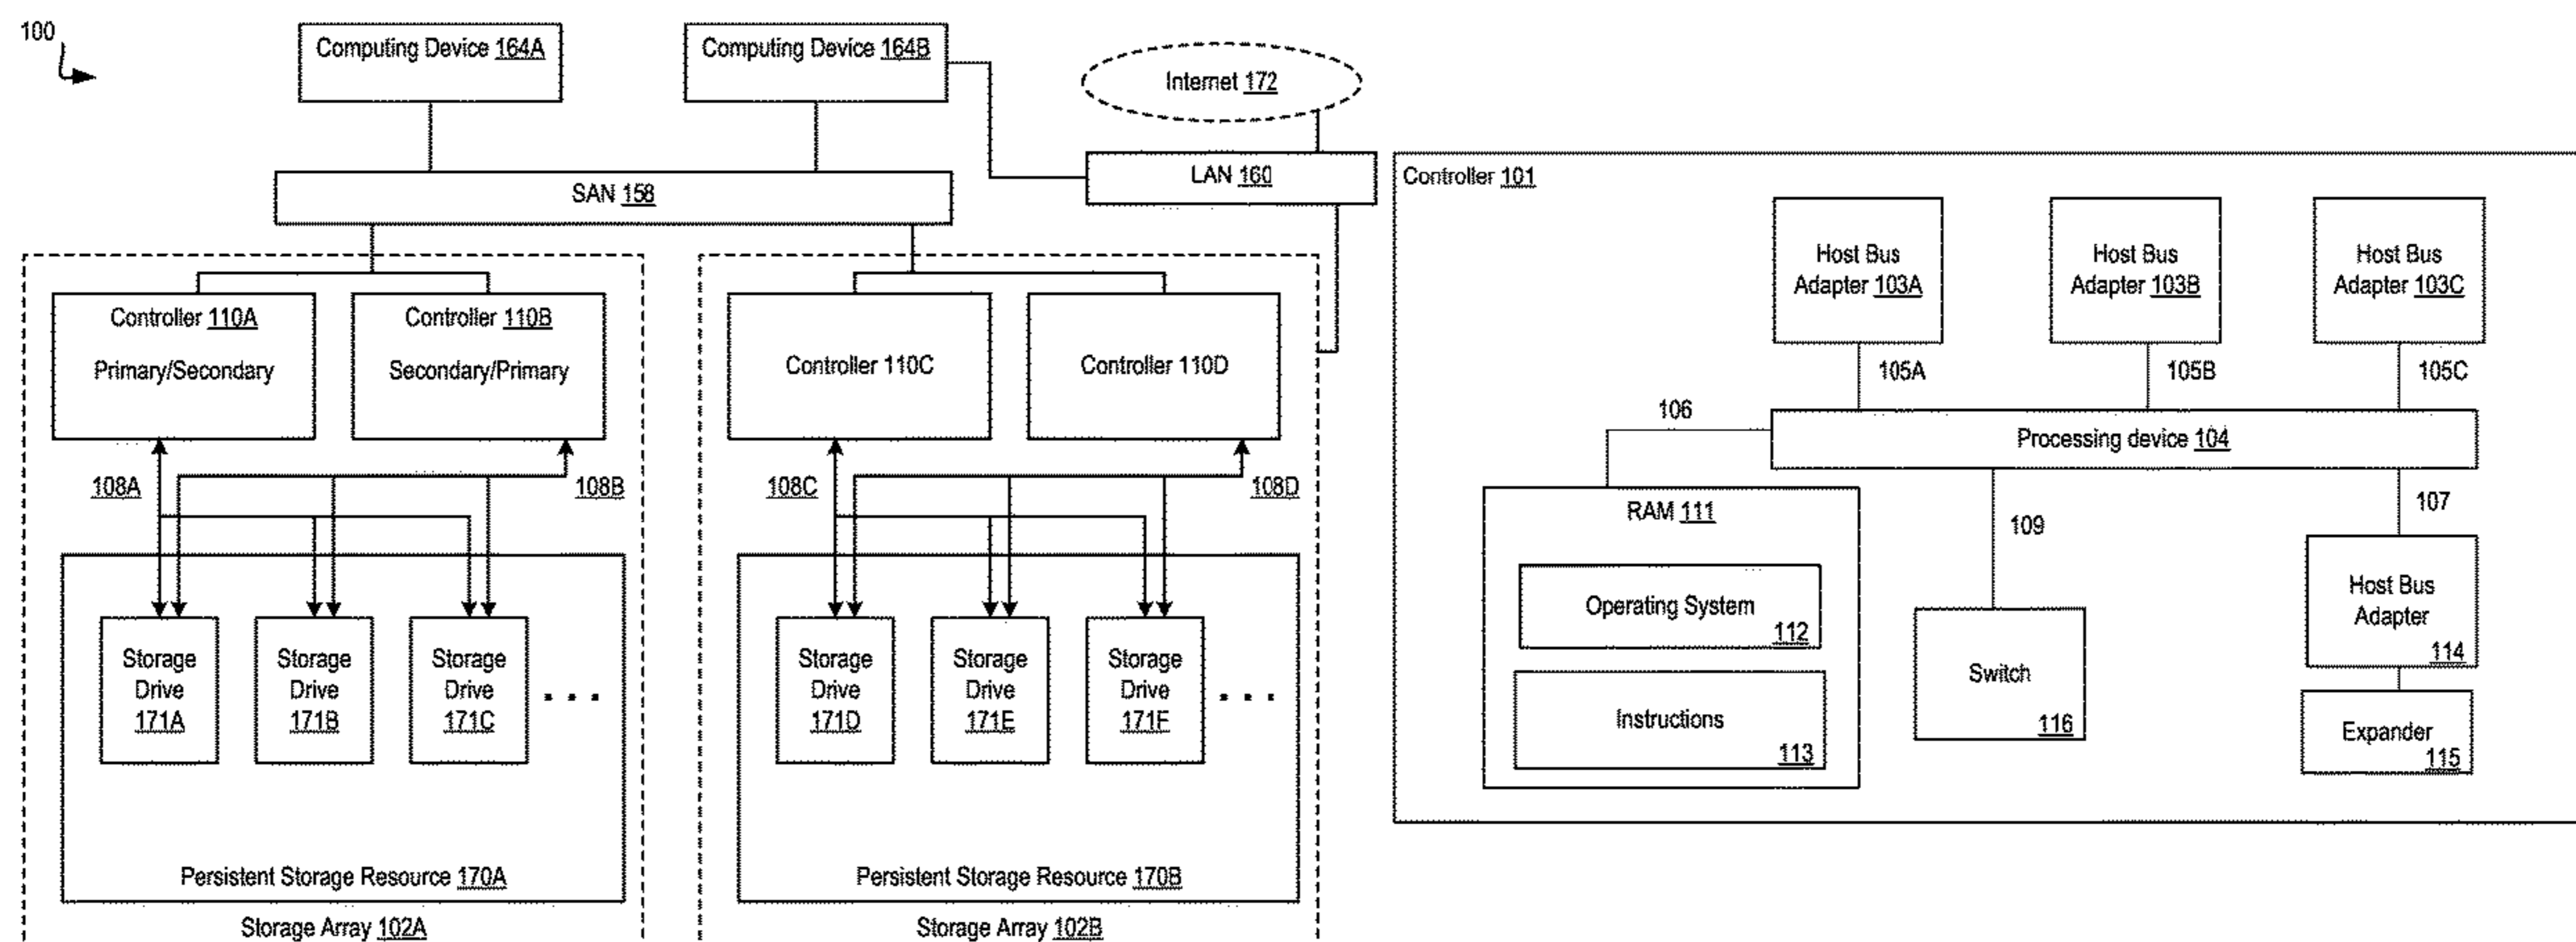 100
Computing Device 164A
Computing Device 164B
Internet 172
SAN 158
LAN 160
Controller 110A
Primary/Secondary
Controller 110B
Secondary/Primary
Controller 110C
Controller 110D
108A
108B
108C
108D
Storage
Drive
171A
Storage
Drive
171B
Storage
Drive
171C
. . .
Storage
Drive
171D
Storage
Drive
171E
Storage
Drive
171F
. . .
Persistent Storage Resource 170A
Persistent Storage Resource 170B
Storage Array 102A
Storage Array 102B
Controller 101
Host Bus
Adapter 103A
Host Bus
Adapter 103B
Host Bus
Adapter 103C
105A
105B
105C
106
Processing device 104
RAM 111
109
107
Operating System
112
Instructions
113
Switch
116
Host Bus
Adapter
114
Expander
115